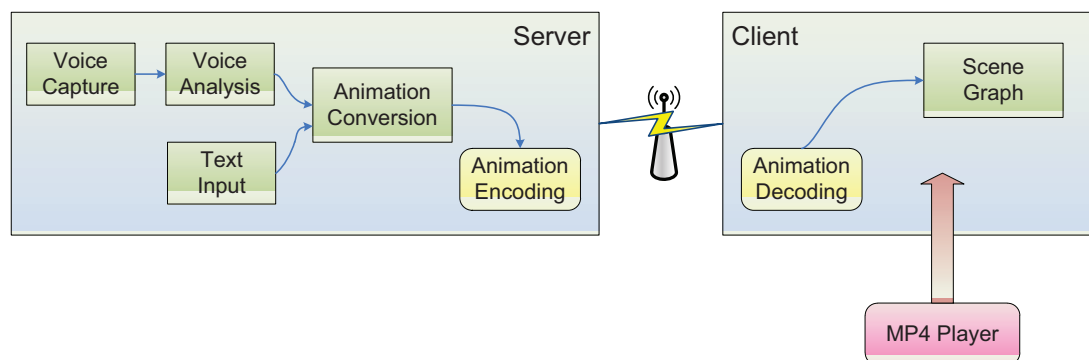 Server
Voice
Capture
Voice
Analysis
Animation
Conversion
Text
Input
Animation
Encoding
Client
Scene
Graph
Animation
Decoding
MP4 Player